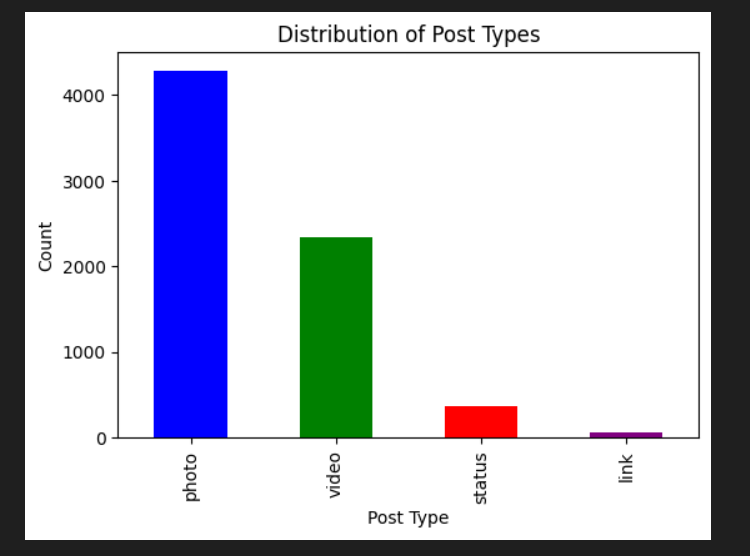 Distribution of Post Types
4000
3000
2000
1000
0
Count
photo
video
status
link
Post Type